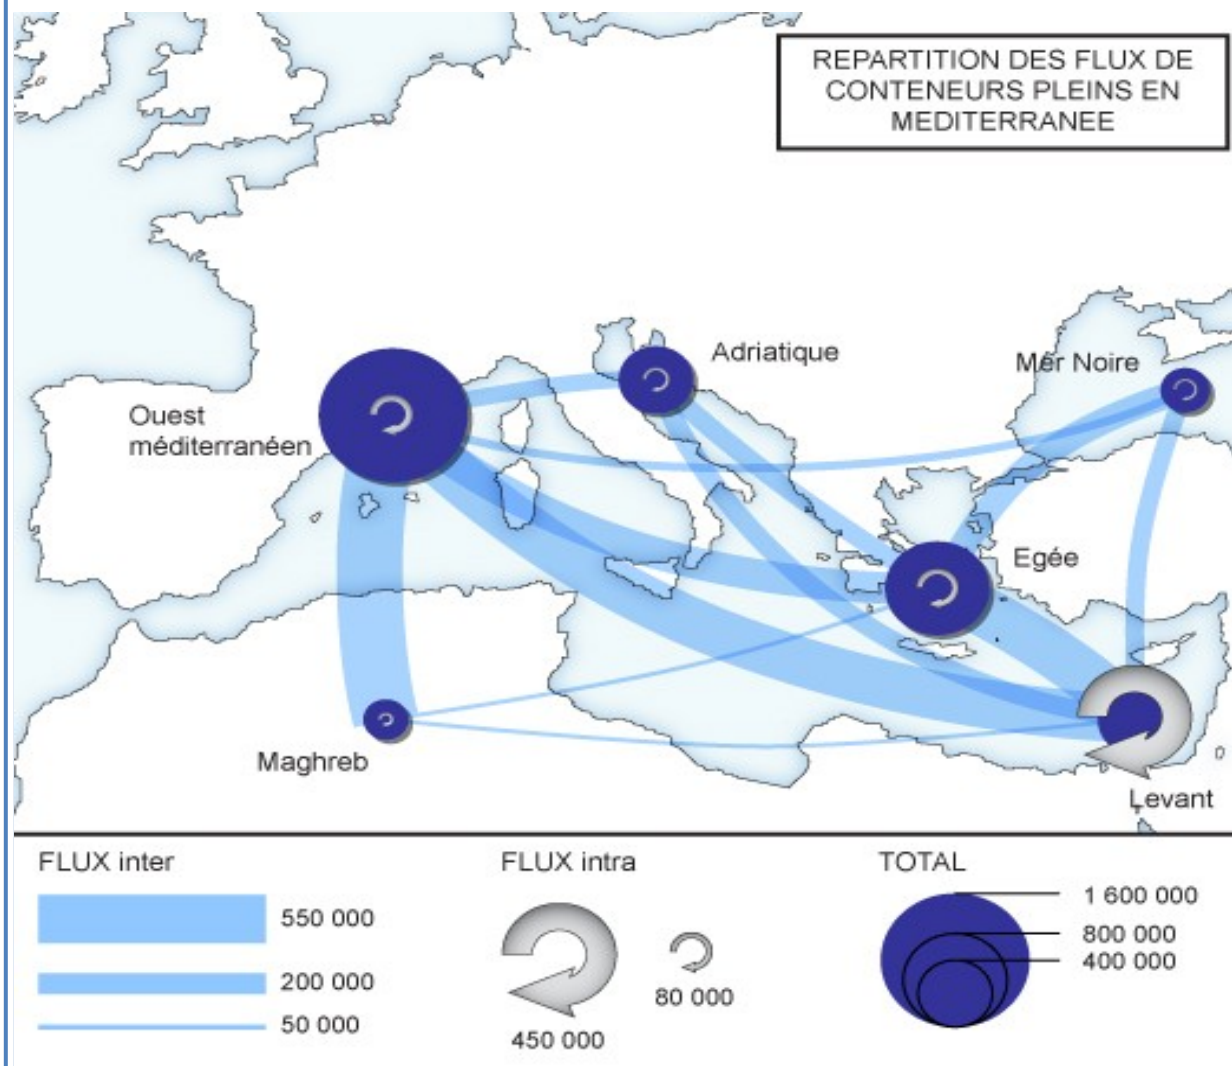 REPARTITION DES FLUX DE
CONTENEURS PLEINS EN
MEDITERRANEE
Adriatique
Mer Noire
Ouest
méditerranéen
Egée
Maghreb
Levant
FLUX inter
550 000
200 000
50 000
FLUX intra
450 000
80 000
TOTAL
1 600 000
800 000
400 000